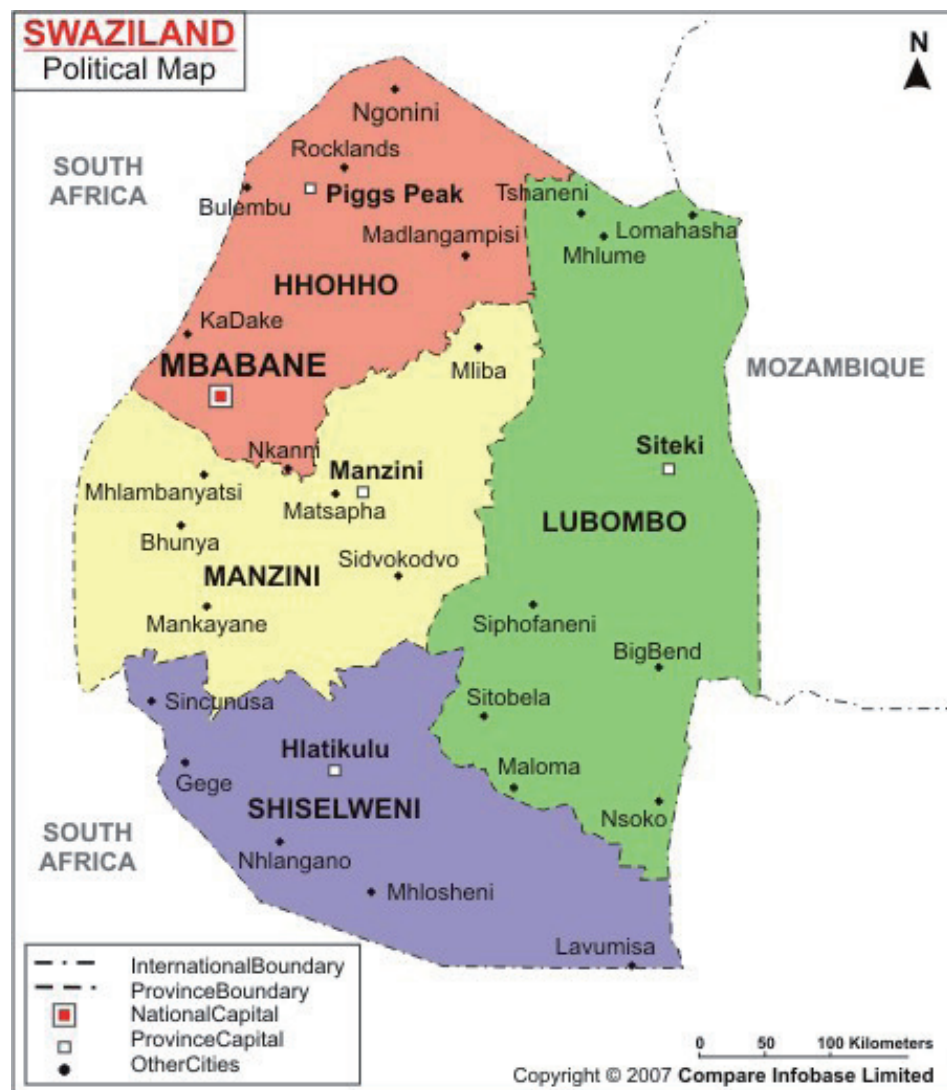 SWAZILAND
Political Map
N
Ngonini
SOUTH
AFRICA
Rocklands
Bulembu
Piggs Peak
Tshaneni
Lomahasha
Madlangampisi
Mhlume
HHOHHO
KaDake
MBABANE
Mliba
MOZAMBIQUE
Nkanni
Manzini
Siteki
Mhlambanyatsi
Matsapha
LUBOMBO
Bhunya
Sidvokodvo
MANZINI
Mankayane
Siphofaneni
BigBend
Sincunusa
Sitobela
Hlatikulu
Gege
Maloma
SHISELWENI
Nsoko
SOUTH
AFRICA
Nhlangano
Mhlosheni
Lavumisa
InternationalBoundary
ProvinceBoundary
NationalCapital
ProvinceCapital
OtherCities
0 50 100 Kilometers
Copyright © 2007 Compare Infobase Limited